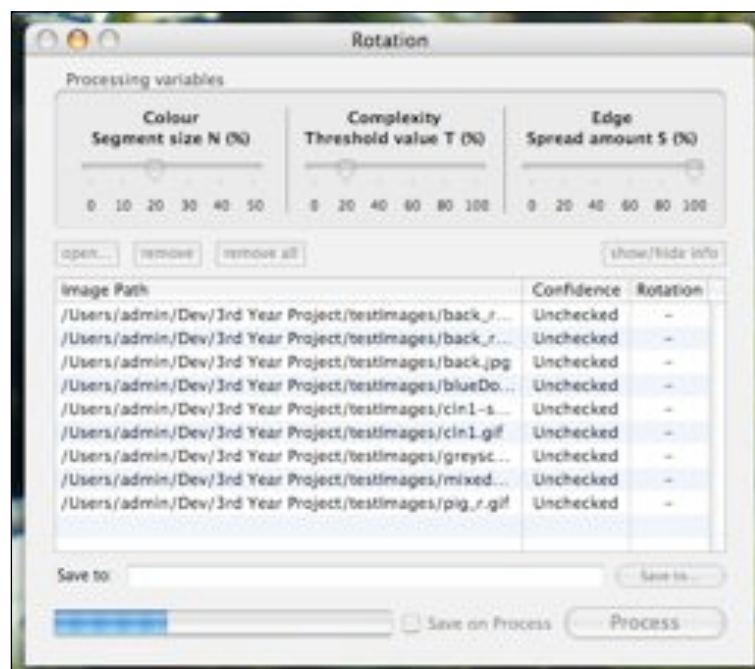 Rotation
Processing variables
Colour
Segment size N (%)
Complexity
Threshold value T (%)
Edge
Spread amount S (%)
0 10 20 30 40 50
0 20 40 60 80 100
0 20 40 60 80 100
open... remove remove all show/hide info
Image Path Confidence Rotation
/Users/admin/Dev/3rd Year Project/testImages/back_r... Unchecked -
/Users/admin/Dev/3rd Year Project/testImages/back_r... Unchecked -
/Users/admin/Dev/3rd Year Project/testImages/back.jpg Unchecked -
/Users/admin/Dev/3rd Year Project/testImages/blueDo... Unchecked -
/Users/admin/Dev/3rd Year Project/testImages/cln1-s... Unchecked -
/Users/admin/Dev/3rd Year Project/testImages/cln1.gif Unchecked -
/Users/admin/Dev/3rd Year Project/testImages/greysc... Unchecked -
/Users/admin/Dev/3rd Year Project/testImages/mixed... Unchecked -
/Users/admin/Dev/3rd Year Project/testImages/pig_r.gif Unchecked -
Save to: Save to...
Save on Process Process